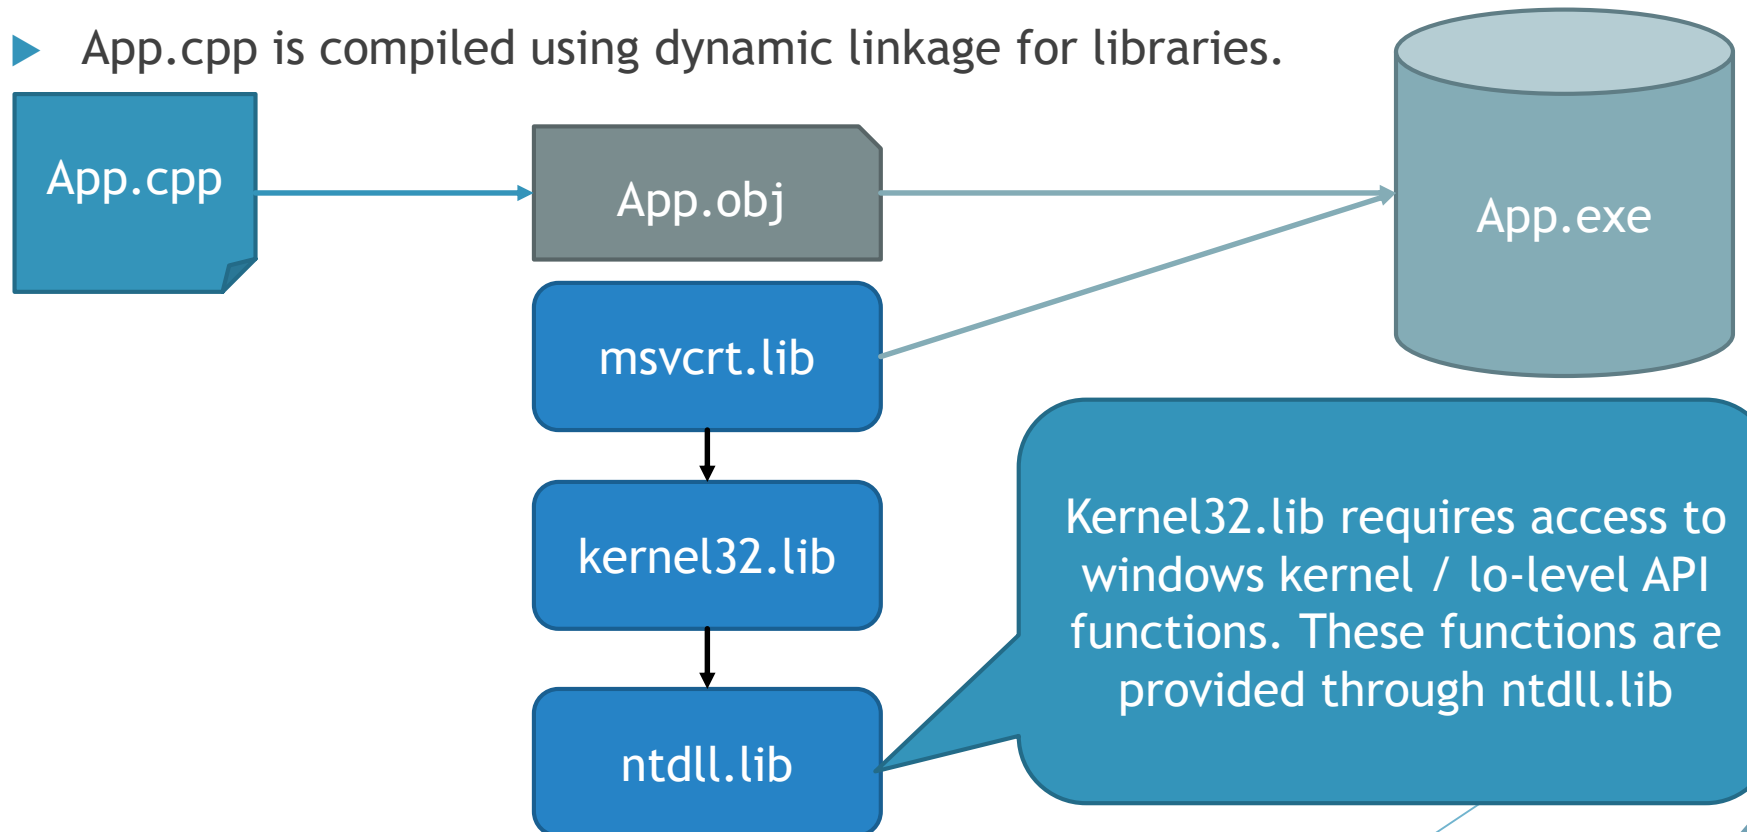 App.cpp is compiled using dynamic linkage for libraries.
App.cpp
App.obj
App.exe
msvcrt.lib
kernel32.lib
ntdll.lib
Kernel32.lib requires access to
windows kernel / lo-level API
functions. These functions are
provided through ntdll.lib